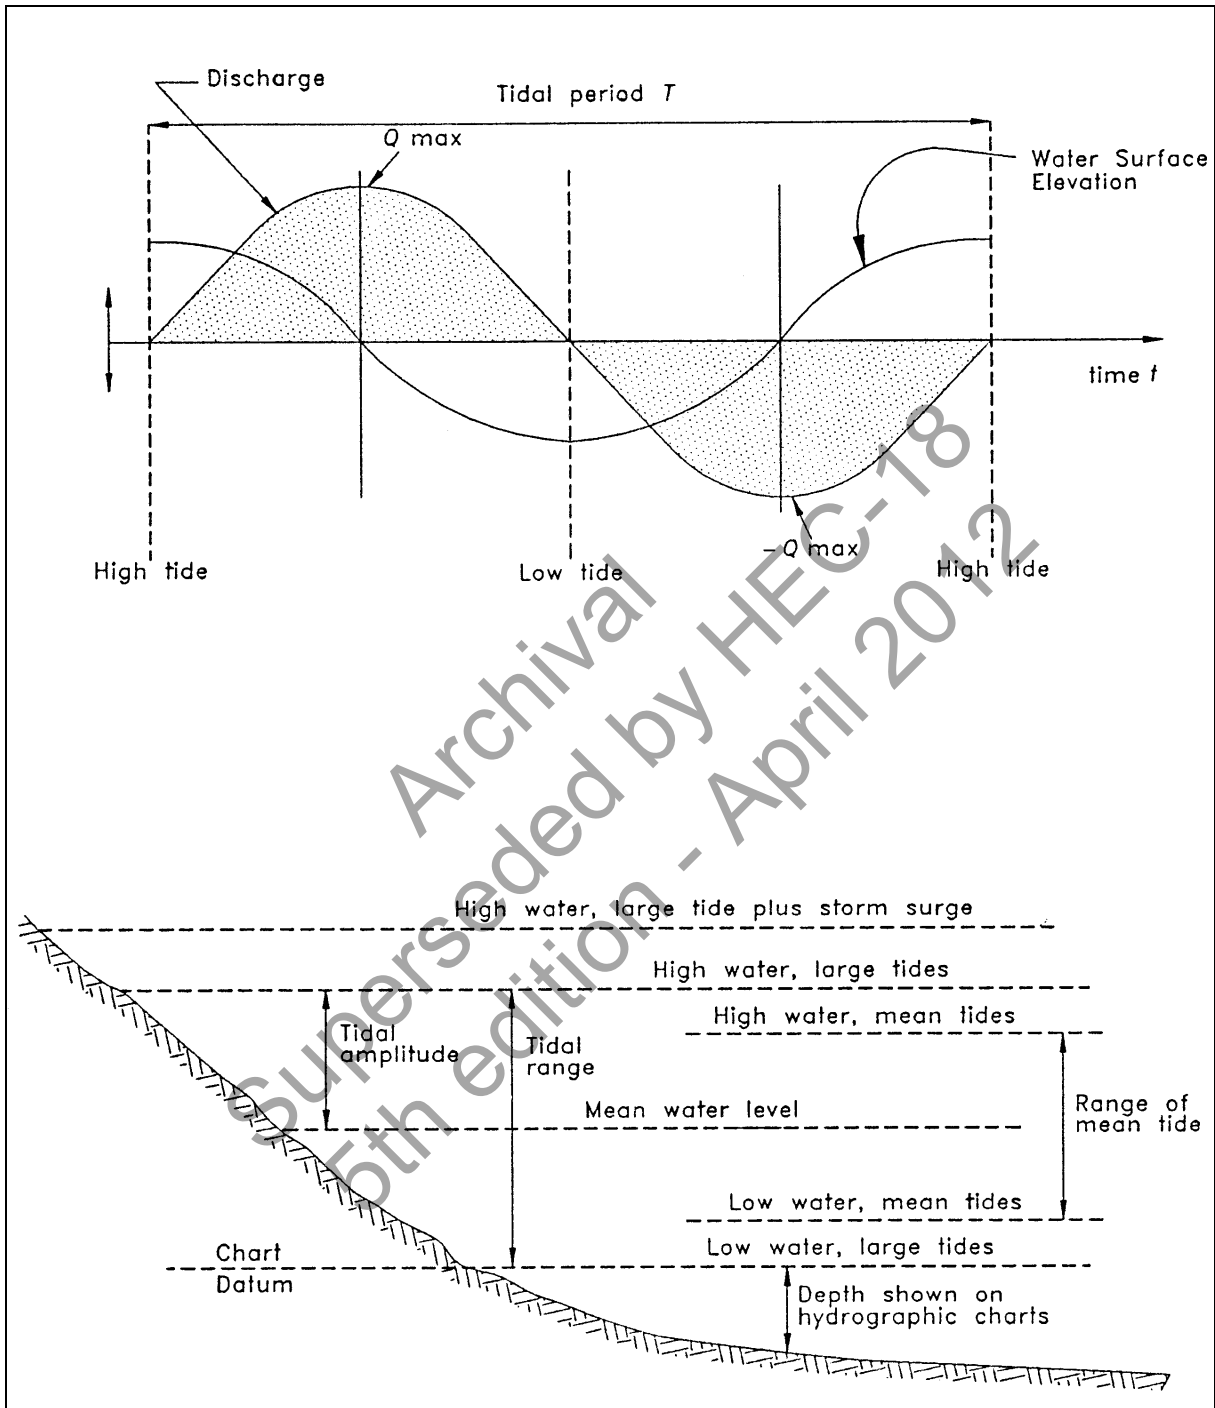 Discharge
Tidal period T
Q max
Water Surface
Elevation
time t
- Q max
High tide
Low tide
High tide
Archival
Superseded by HEC-18
5th edition - April 2012
High water, large tide plus storm surge
High water, large tides
High water, mean tides
Tidal
amplitude
Tidal
range
Mean water level
Range of
mean tide
Low water, mean tides
Low water, large tides
Chart
Datum
Depth shown on
hydrographic charts